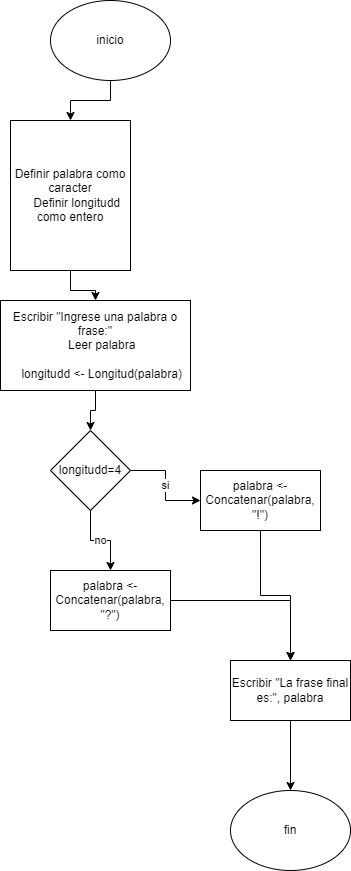 inicio
Definir palabra como
caracter
Definir longitudd
como entero
Escribir "Ingrese una palabra o
frase:"
Leer palabra
longitudd <- Longitud(palabra)
longitudd=4
si
palabra <-
Concatenar(palabra,
"!")
no
palabra <-
Concatenar(palabra,
"?")
Escribir "La frase final
es:", palabra
fin